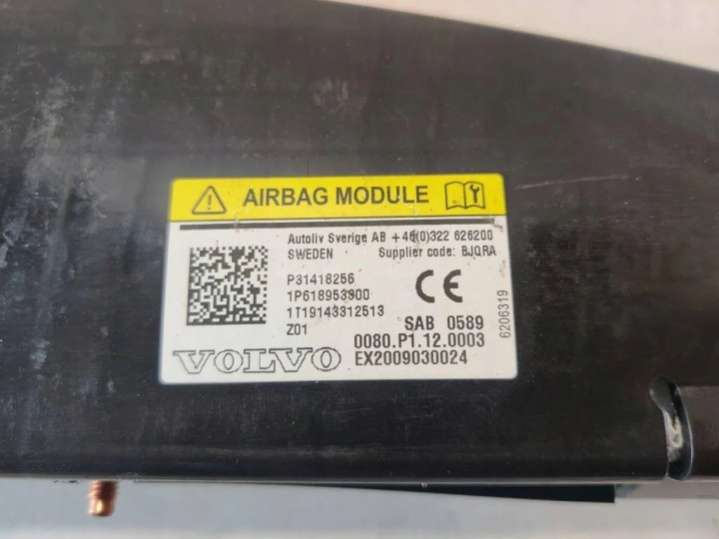 AIRBAG MODULE
Autoliv Sverige AB +46(0)322 626200
SWEDEN Supplier code: BJQRA
P31418256
1P618953900
1T19143312513
Z01
SAB 0589
0080.P1.12.0003
EX2009030024
VOLVO
CE
6206319